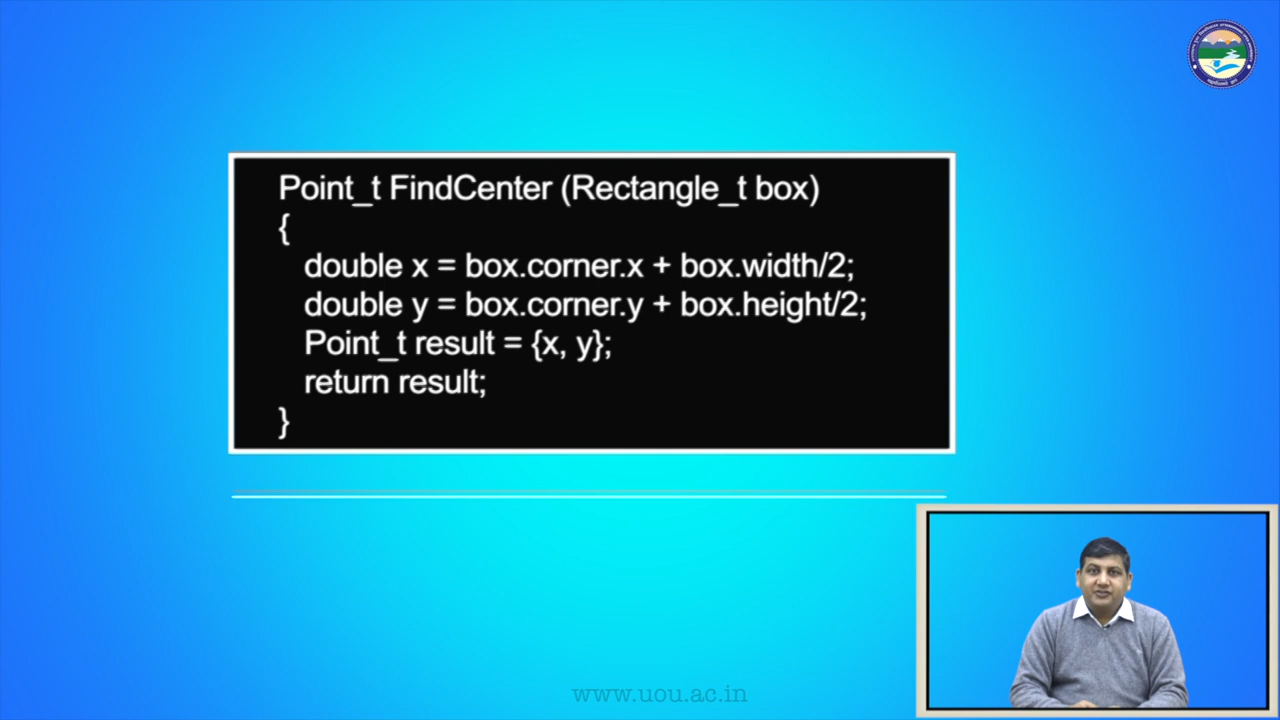 Point_t FindCenter (Rectangle_t box)
{
double x = box.corner.x + box.width/2;
double y = box.corner.y + box.height/2;
Point_t result = {x, y};
return result;
}
www.uou.ac.in